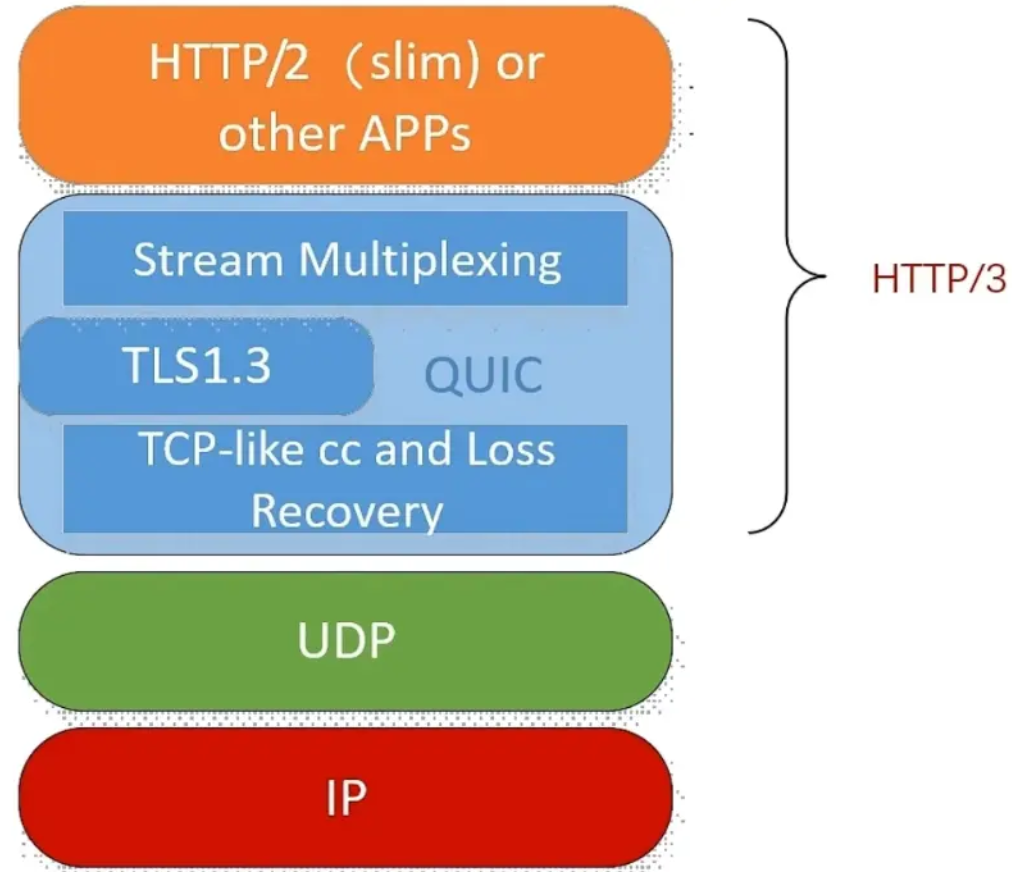 HTTP/2（slim) or
other APPs
Stream Multiplexing
TLS1.3
QUIC
TCP-like cc and Loss
Recovery
HTTP/3
UDP
IP